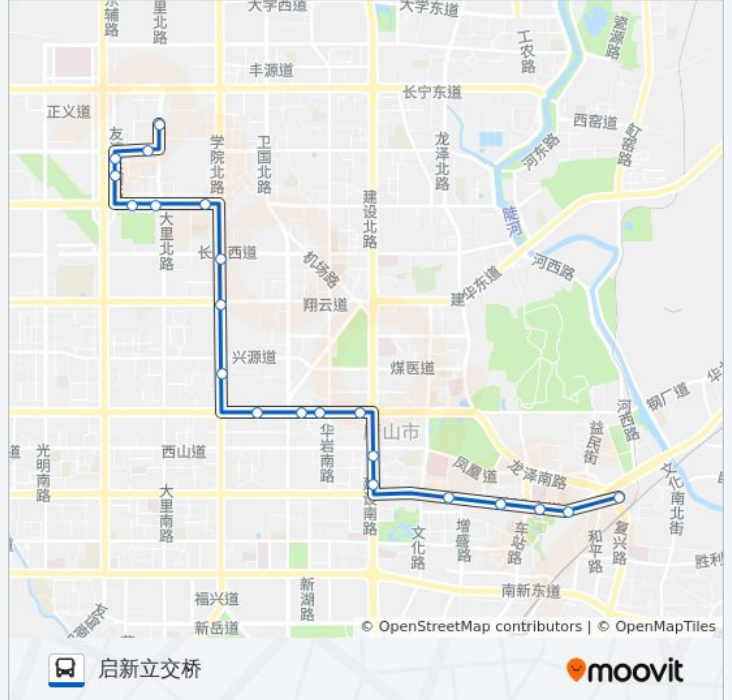 里北路
大学西道
大学东道
瓷源路
工农路
丰源道
长宁东道
正义道
西窑道
缸窑路
学院北路
卫国北路
龙泽北路
河东路
建设北路
陡河
大里北路
长
西道
机场路
河西路
华东道
建
翔云道
兴源道
煤医道
钢厂道
河西路
益民街
山市
华岩南路
西山道
光明南路
道
凤凰道
龙泽南路
大里南路
文化南北街
文化路
增盛路
车站路
和平路
复兴路
胜利
南新东道
新湖路
福兴道
新岳道
© OpenStreetMap contributors | © OpenMapTiles
启新立交桥
moovit